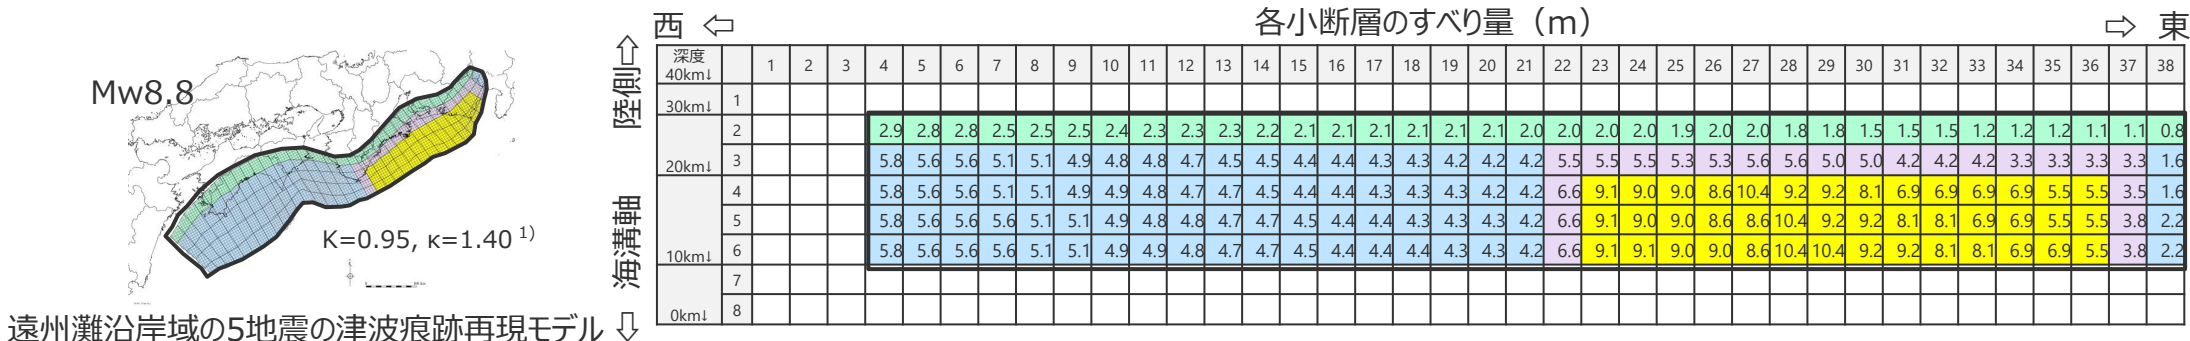 Mw8.8
K=0.95, κ=1.40 1)
遠州灘沿岸域の5地震の津波痕跡再現モデル
西 ⇦ 各小断層のすべり量（m） ⇨ 東
⇧ 陸側
海溝軸 ⇩
深度 1 2 3 4 5 6 7 8 9 10 11 12 13 14 15 16 17 18 19 20 21 22 23 24 25 26 27 28 29 30 31 32 33 34 35 36 37 38
40km↓
30km↓ 1
2 2.9 2.8 2.8 2.5 2.5 2.5 2.4 2.3 2.3 2.3 2.2 2.1 2.1 2.1 2.1 2.1 2.1 2.0 2.0 2.0 2.0 1.9 2.0 2.0 1.8 1.8 1.5 1.5 1.5 1.2 1.2 1.2 1.1 1.1 0.8
20km↓ 3 5.8 5.6 5.6 5.1 5.1 4.9 4.8 4.8 4.7 4.5 4.5 4.4 4.4 4.3 4.3 4.2 4.2 4.2 5.5 5.5 5.5 5.3 5.3 5.6 5.6 5.0 5.0 4.2 4.2 4.2 3.3 3.3 3.3 3.3 1.6
4 5.8 5.6 5.6 5.1 5.1 4.9 4.9 4.8 4.7 4.7 4.5 4.4 4.4 4.3 4.3 4.3 4.2 4.2 6.6 9.1 9.0 9.0 8.6 10.4 9.2 9.2 8.1 6.9 6.9 6.9 6.9 5.5 5.5 3.5 1.6
5 5.8 5.6 5.6 5.6 5.1 5.1 4.9 4.8 4.8 4.7 4.7 4.5 4.4 4.4 4.3 4.3 4.3 4.2 6.6 9.1 9.0 9.0 8.6 8.6 10.4 9.2 9.2 8.1 8.1 6.9 6.9 5.5 5.5 3.8 2.2
10km↓ 6 5.8 5.6 5.6 5.6 5.1 5.1 4.9 4.9 4.8 4.7 4.7 4.5 4.4 4.4 4.4 4.3 4.3 4.2 6.6 9.1 9.1 9.0 9.0 8.6 10.4 10.4 9.2 9.2 8.1 8.1 6.9 6.9 5.5 3.8 2.2
7
0km↓ 8